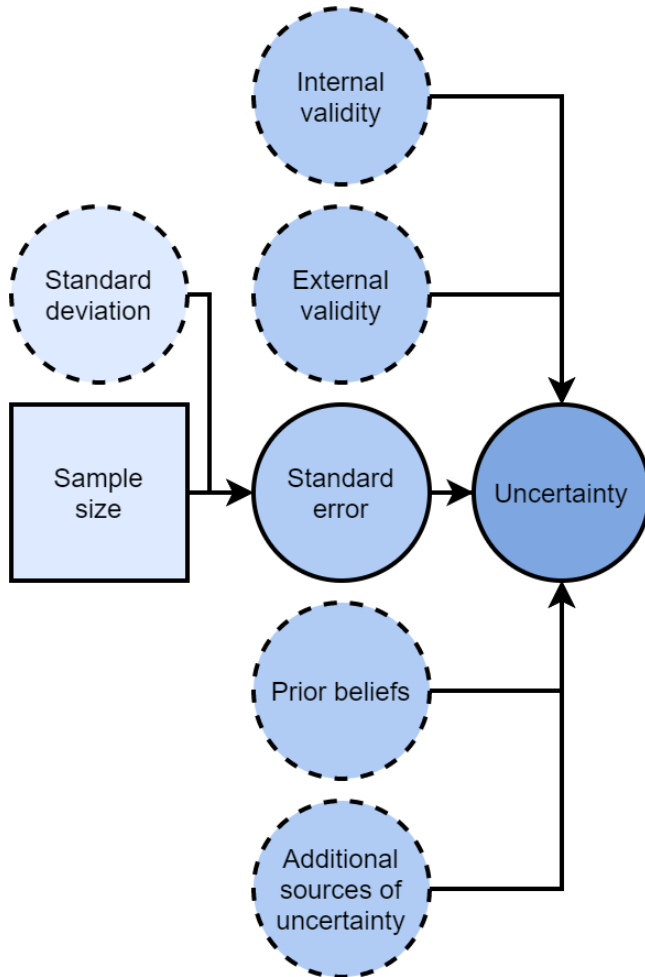 Internal
validity
Standard
deviation
External
validity
Sample
size
Standard
error
Uncertainty
Prior beliefs
Additional
sources of
uncertainty